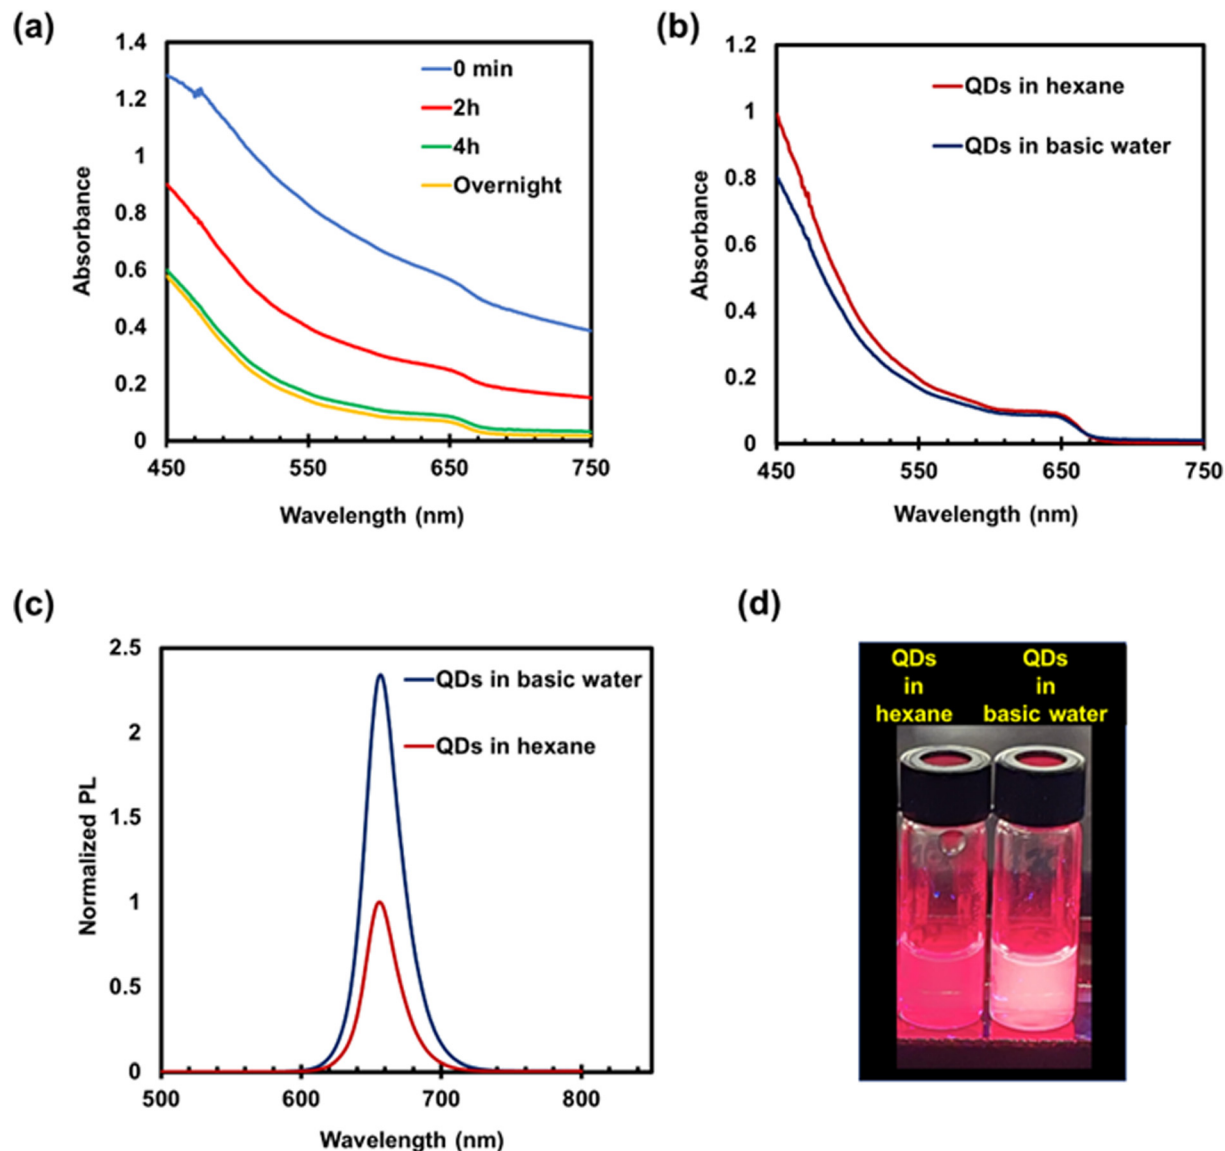 (a)
1.4
1.2
1
0.8
0.6
0.4
0.2
0
450
550
650
750
Absorbance
Wavelength (nm)
0 min
2h
4h
Overnight
(b)
1.2
1
0.8
0.6
0.4
0.2
0
450
550
650
750
Absorbance
Wavelength (nm)
QDs in hexane
QDs in basic water
(c)
2.5
2
1.5
1
0.5
0
500
600
700
800
Normalized PL
Wavelength (nm)
QDs in basic water
QDs in hexane
(d)
QDs
in
hexane
QDs
in
basic water